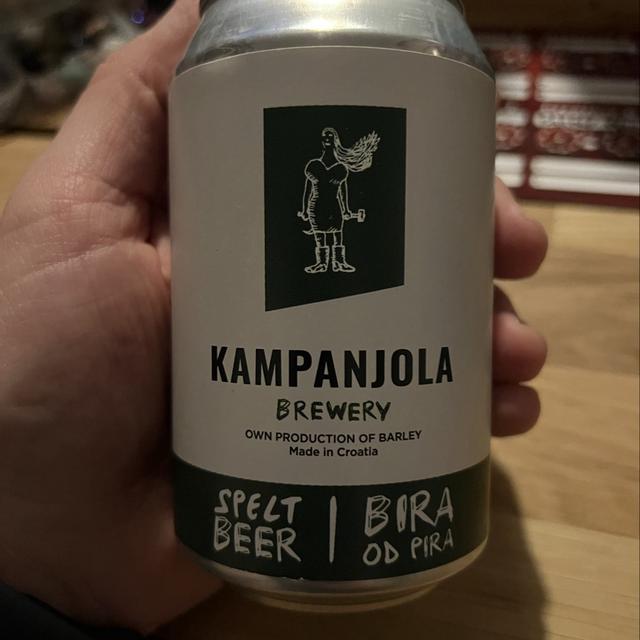 KAMPANJOLA
BREWERY
OWN PRODUCTION OF BARLEY
Made in Croatia
SPELT BEER | BIRA OD PIRA